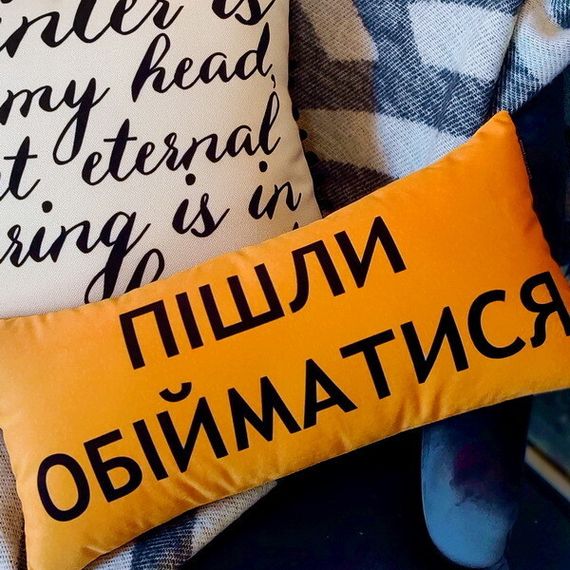 is
my head,
eternal
is in
ПІШЛИ
ОБІЙМАТИСЯ